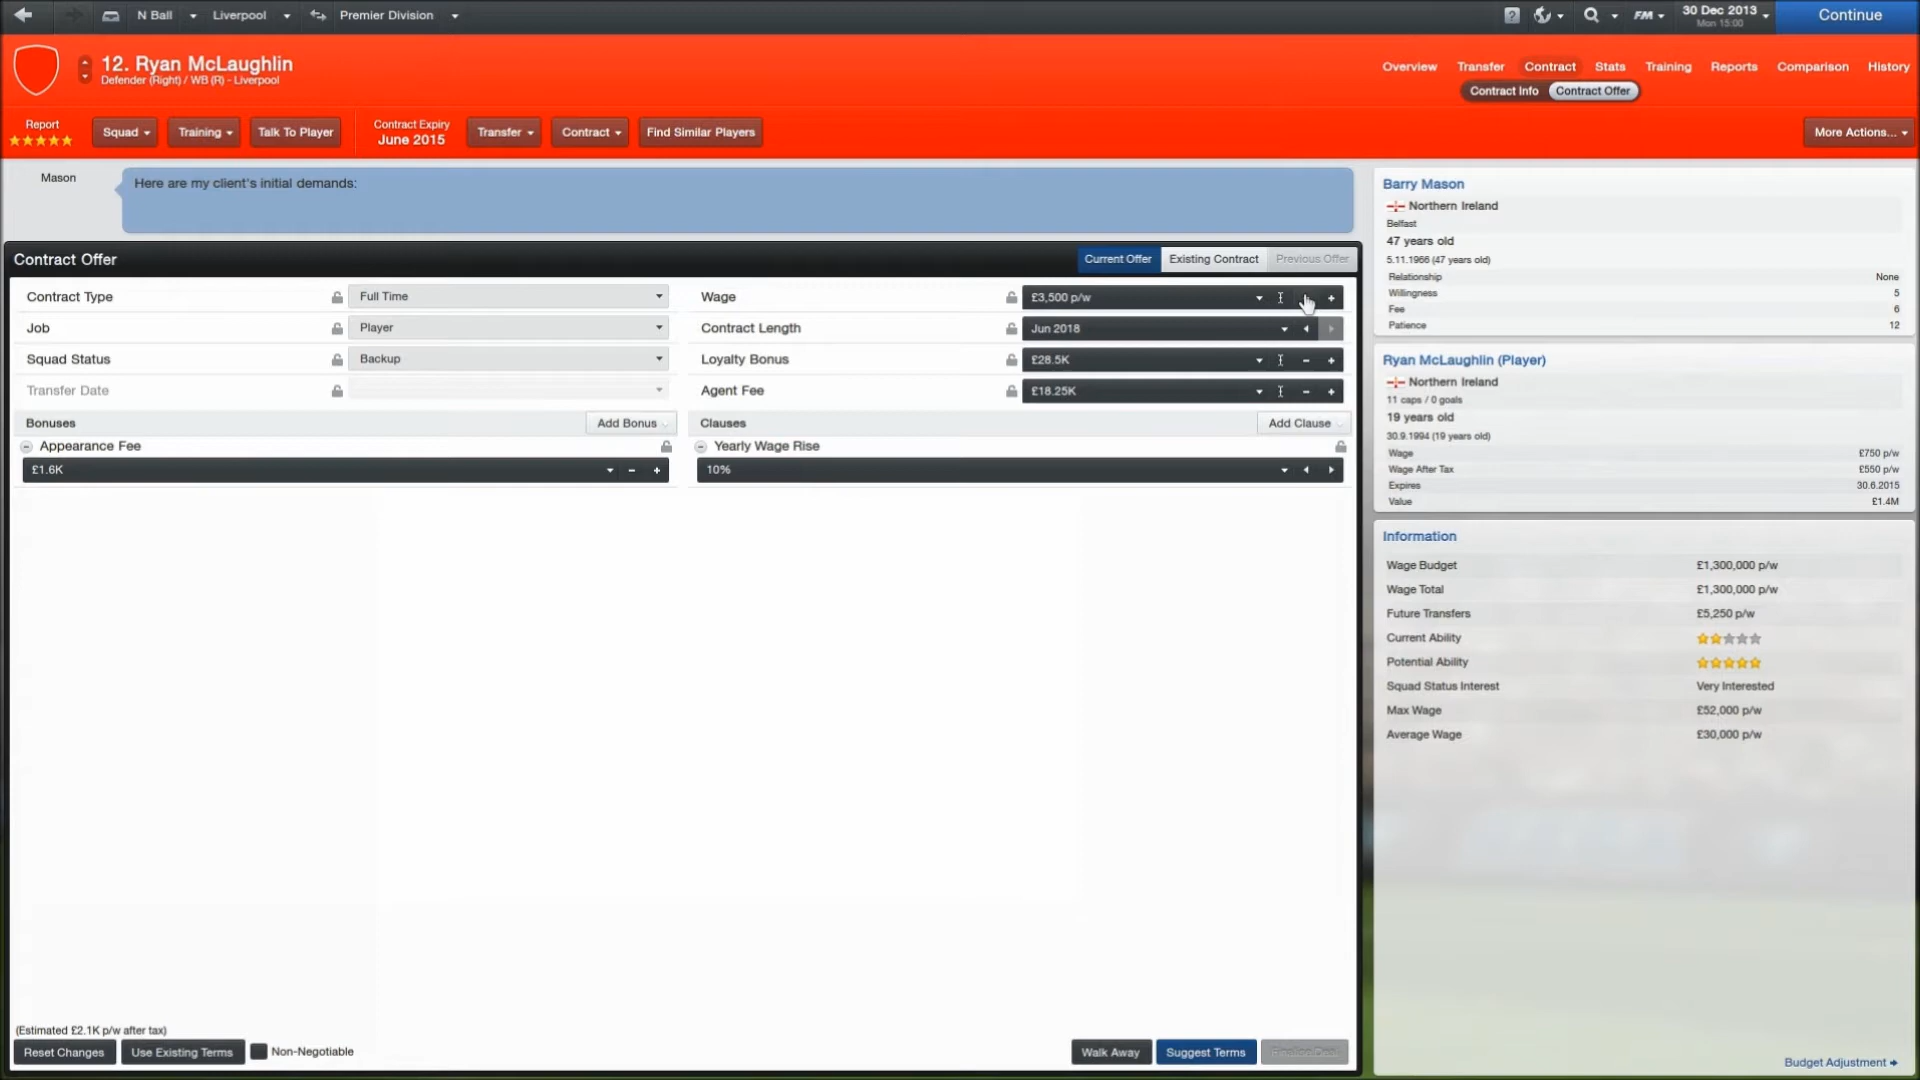 N Ball
Liverpool
Premier Division
FM
30 Dec 2013
Mon 15:00
Continue
12. Ryan McLaughlin
Defender (Right) / WB (R) - Liverpool
Overview
Transfer
Contract
Stats
Training
Reports
Comparison
History
Contract Info
Contract Offer
Report
Squad
Training
Talk To Player
Contract Expiry
June 2015
Transfer
Contract
Find Similar Players
More Actions...
Mason
Here are my client's initial demands:
Contract Offer
Current Offer
Existing Contract
Previous Offer
Contract Type
Full Time
Wage
£3,500 p/w
Job
Player
Contract Length
Jun 2018
Squad Status
Backup
Loyalty Bonus
£28.5K
Transfer Date
Agent Fee
£18.25K
Bonuses
Add Bonus
Clauses
Add Clause
Appearance Fee
Yearly Wage Rise
£1.6K
10%
(Estimated £2.1K p/w after tax)
Reset Changes
Use Existing Terms
Non-Negotiable
Walk Away
Suggest Terms
Barry Mason
Northern Ireland
Belfast
47 years old
5.11.1966 (47 years old)
Relationship None
Willingness 5
Fee 6
Patience 12
Ryan McLaughlin (Player)
Northern Ireland
11 caps / 0 goals
19 years old
30.9.1994 (19 years old)
Wage £750 p/w
Wage After Tax £550 p/w
Expires 30.6.2015
Value £1.4M
Information
Wage Budget £1,300,000 p/w
Wage Total £1,300,000 p/w
Future Transfers £5,250 p/w
Current Ability
Potential Ability
Squad Status Interest Very Interested
Max Wage £52,000 p/w
Average Wage £30,000 p/w
Budget Adjustment